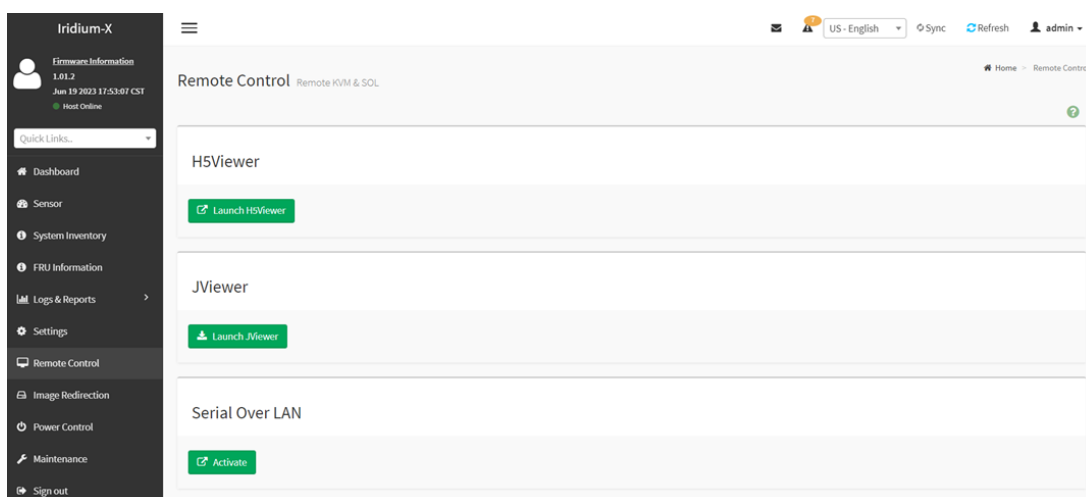 Iridium-X
Firmware Information
1.01.2
Jun 19 2023 17:53:07 CST
Host Online
Quick Links..
Dashboard
Sensor
System Inventory
FRU Information
Logs & Reports
Settings
Remote Control
Image Redirection
Power Control
Maintenance
Sign out
US - English
Sync
Refresh
admin
Remote Control Remote KVM & SOL
Home > Remote Contro
H5Viewer
Launch H5Viewer
JViewer
Launch JViewer
Serial Over LAN
Activate